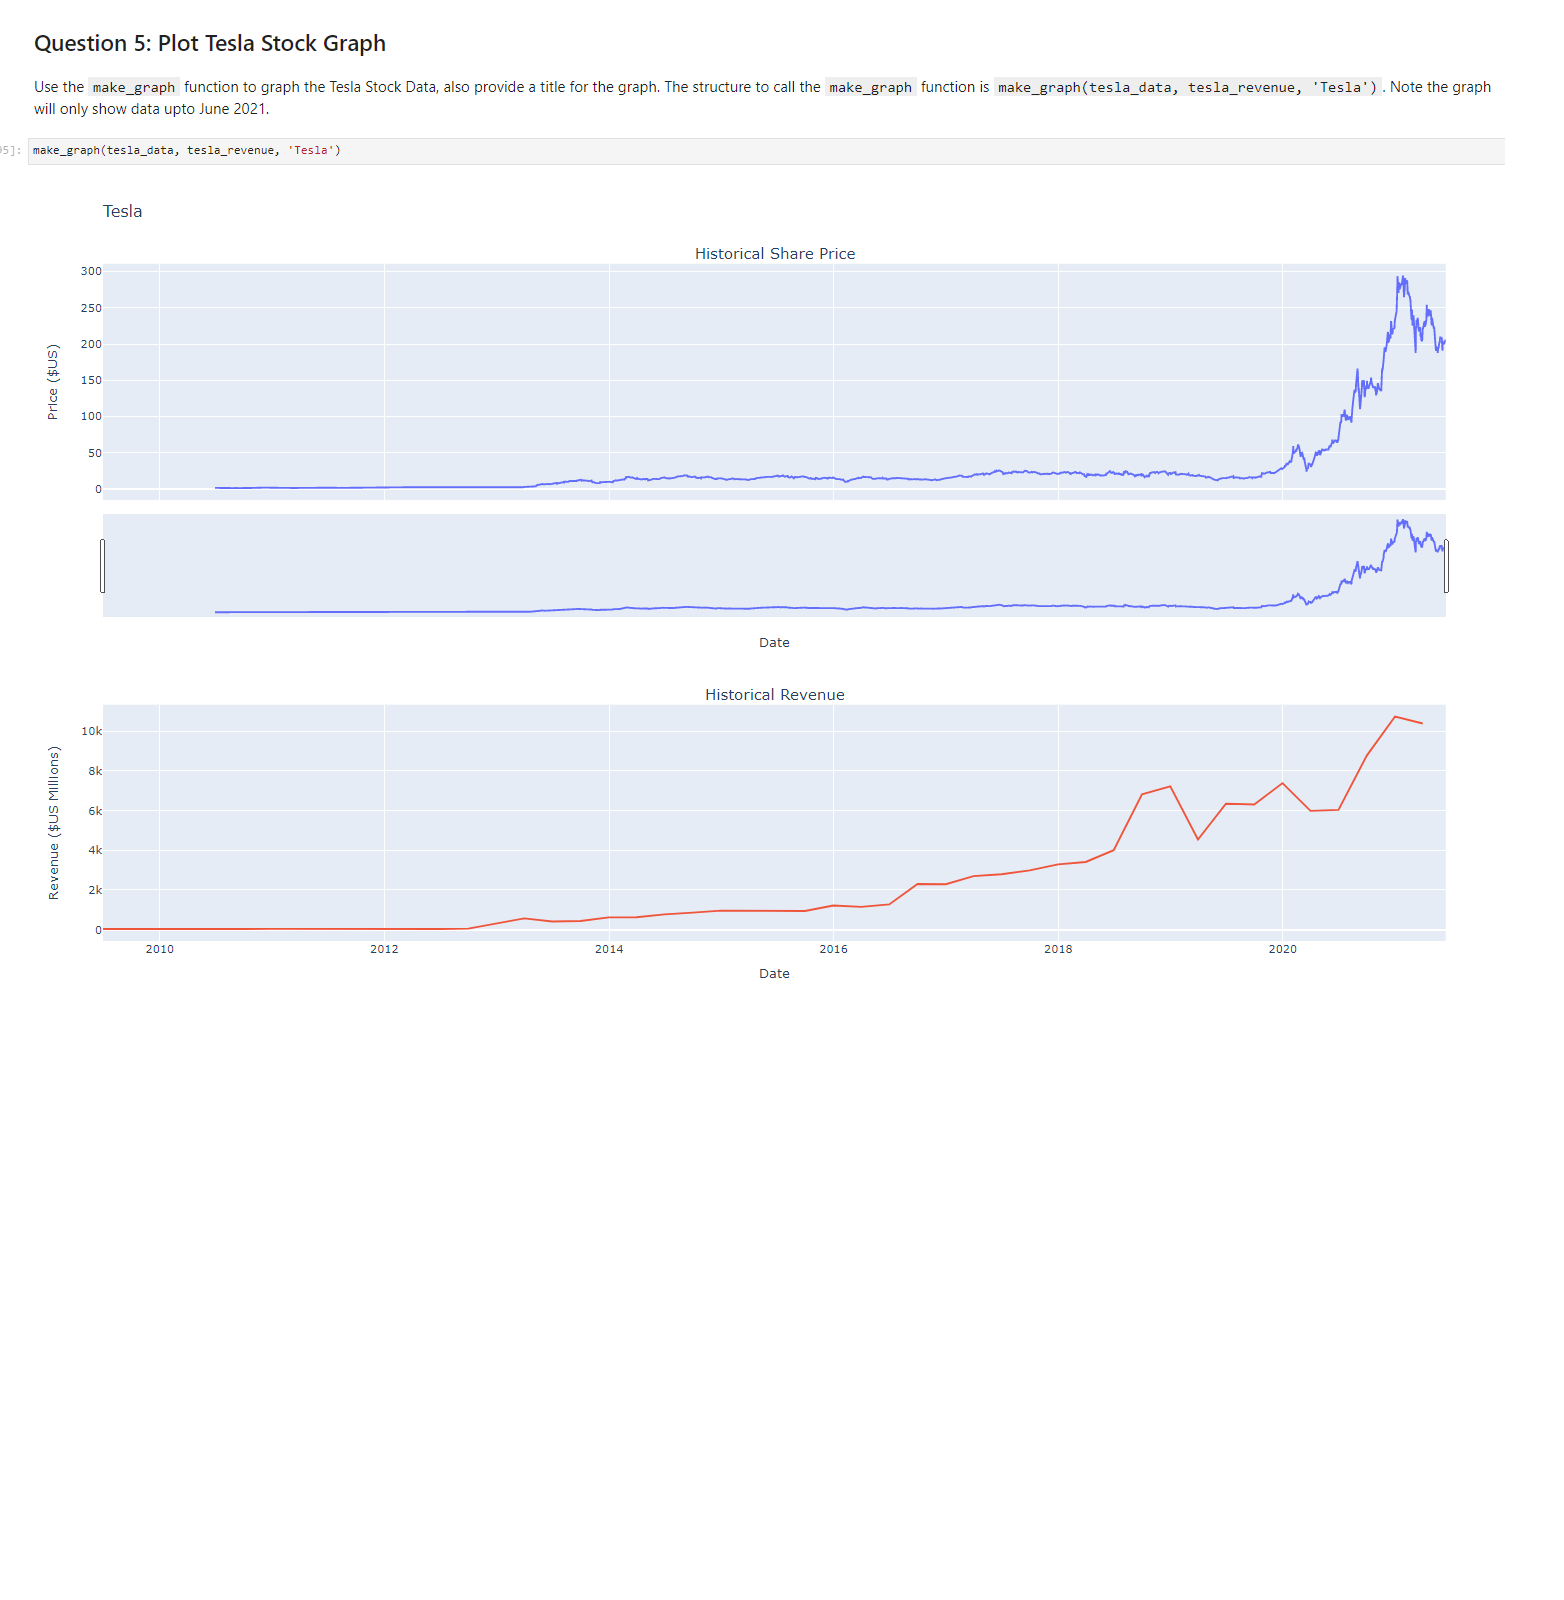 Question 5: Plot Tesla Stock Graph
Use the make_graph function to graph the Tesla Stock Data, also provide a title for the graph. The structure to call the make_graph function is make_graph(tesla_data, tesla_revenue, 'Tesla') . Note the graph
will only show data upto June 2021.
95]:
make_graph(tesla_data, tesla_revenue, 'Tesla')
Tesla
Historical Share Price
Price ($US)
300
250
200
150
100
50
0
Date
Historical Revenue
Revenue ($US Millions)
10k
8k
6k
4k
2k
0
2010 2012 2014 2016 2018 2020
Date